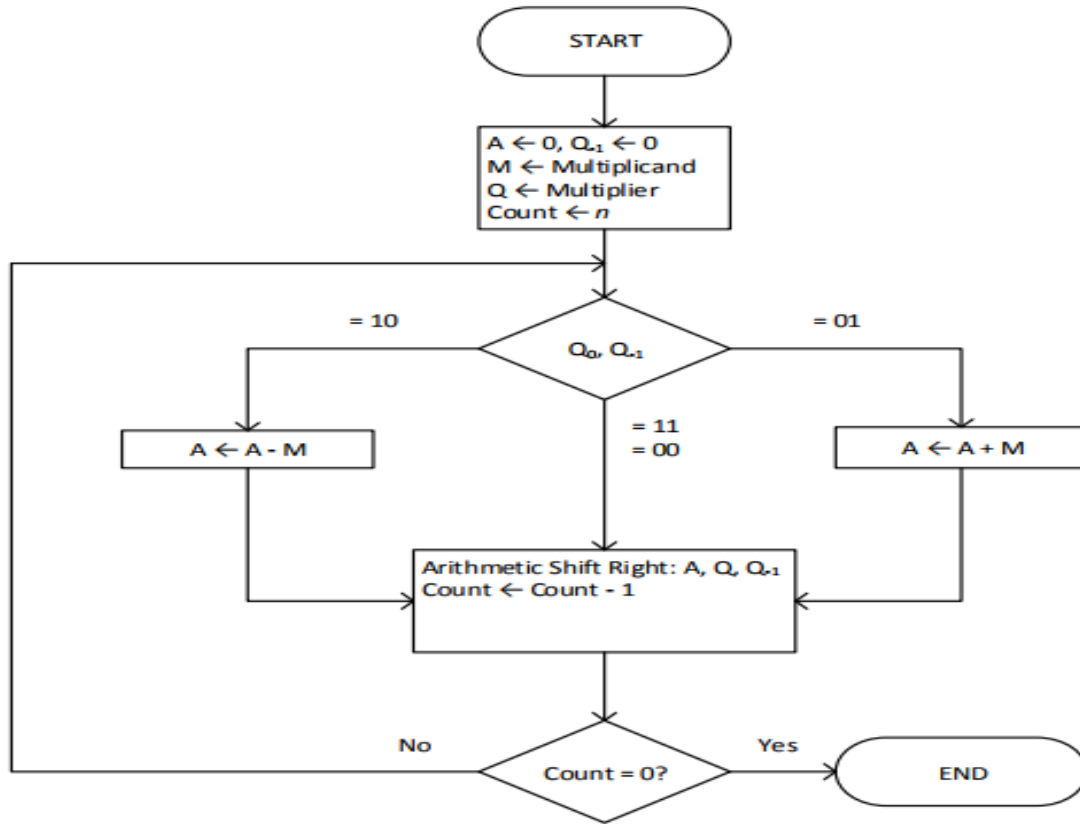 START
A ← 0, Q-1 ← 0
M ← Multiplicand
Q ← Multiplier
Count ← n
= 10
= 01
Q0, Q-1
= 11
= 00
A ← A - M
A ← A + M
Arithmetic Shift Right: A, Q, Q-1
Count ← Count - 1
No
Yes
Count = 0?
END